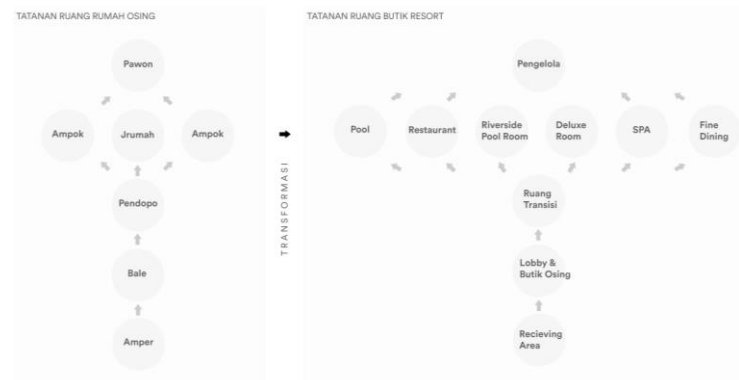 TATANAN RUANG RUMAH OSING
Pawon
Ampok
Jrumah
Ampok
Pendopo
Bale
Amper
TRANSFORMASI
TATANAN RUANG BUTIK RESORT
Pengelola
Pool
Restaurant
Riverside
Pool Room
Deluxe
Room
SPA
Fine
Dining
Ruang
Transisi
Lobby &
Butik Osing
Recieving
Area